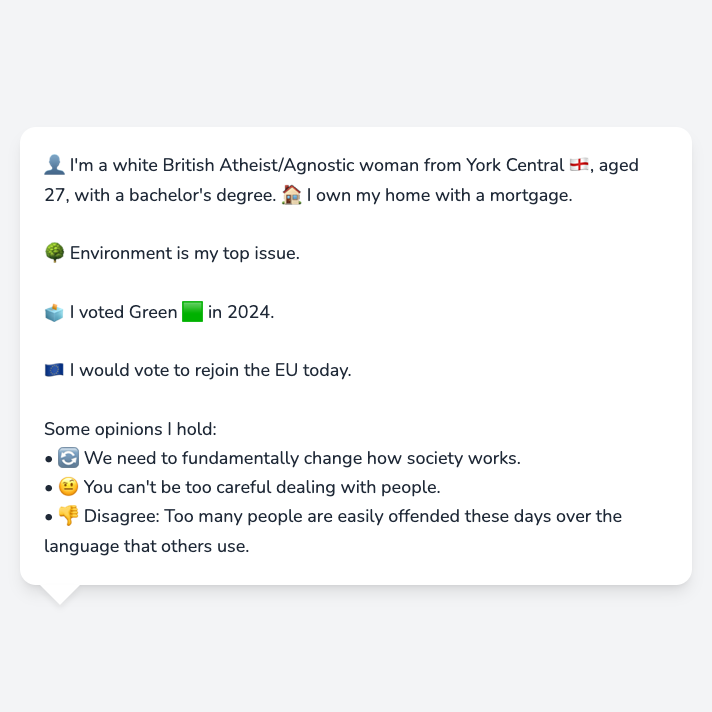 👤 I'm a white British Atheist/Agnostic woman from York Central 🏴󠁧󠁢󠁥󠁮󠁧󠁿, aged
27, with a bachelor's degree. 🏠 I own my home with a mortgage.
🌳 Environment is my top issue.
🗳️ I voted Green 🟩 in 2024.
🇪🇺 I would vote to rejoin the EU today.
Some opinions I hold:
• 🔄 We need to fundamentally change how society works.
• 🤨 You can't be too careful dealing with people.
• 👎 Disagree: Too many people are easily offended these days over the
language that others use.